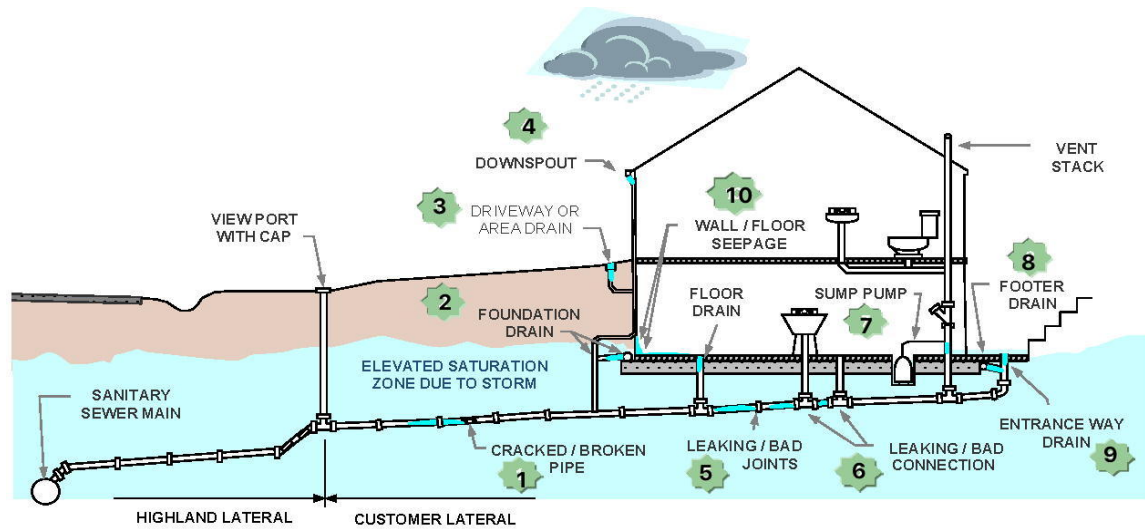 4
DOWNSPOUT
VENT
STACK
3
DRIVEWAY OR
AREA DRAIN
10
WALL / FLOOR
SEEPAGE
VIEW PORT
WITH CAP
8
FOOTER
DRAIN
2
FOUNDATION
DRAIN
FLOOR
DRAIN
SUMP PUMP
7
ELEVATED SATURATION
ZONE DUE TO STORM
SANITARY
SEWER MAIN
CRACKED / BROKEN
PIPE
1
LEAKING / BAD
JOINTS
5
LEAKING / BAD
CONNECTION
6
ENTRANCE WAY
DRAIN
9
HIGHLAND LATERAL
CUSTOMER LATERAL